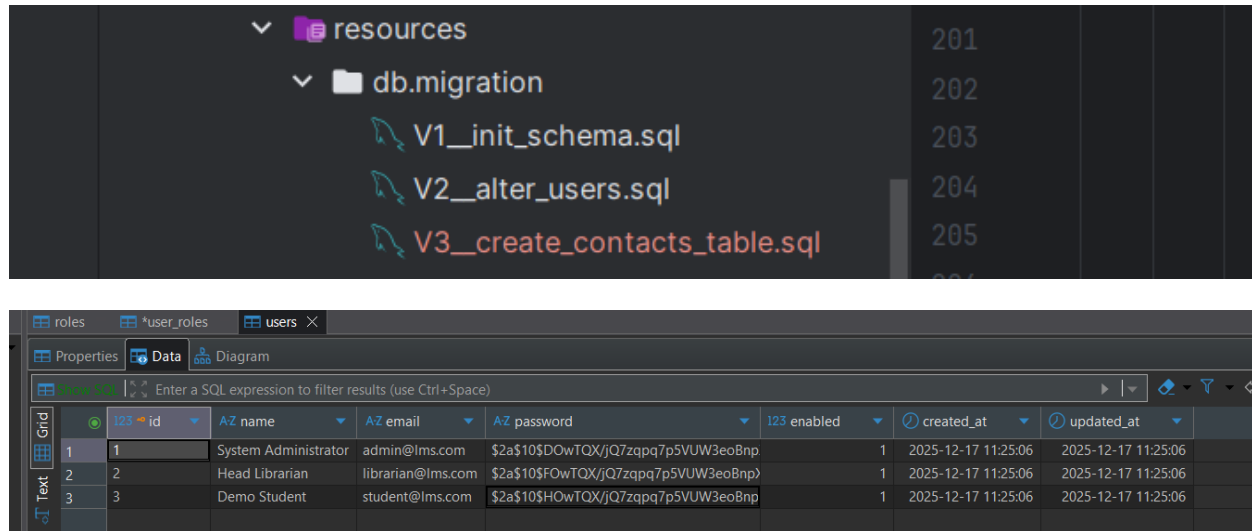 resources
201
db.migration
202
V1__init_schema.sql
203
V2__alter_users.sql
204
V3__create_contacts_table.sql
205
roles *user_roles users
Properties Data Diagram
Show SQL Enter a SQL expression to filter results (use Ctrl+Space)
Grid
Text
123 id A-Z name A-Z email A-Z password 123 enabled created_at updated_at
1 1 System Administrator admin@lms.com $2a$10$DOwTQX/jQ7zqpq7p5VUW3eoBnp 1 2025-12-17 11:25:06 2025-12-17 11:25:06
2 2 Head Librarian librarian@lms.com $2a$10$FOwTQX/jQ7zqpq7p5VUW3eoBnpX 1 2025-12-17 11:25:06 2025-12-17 11:25:06
3 3 Demo Student student@lms.com $2a$10$HOwTQX/jQ7zqpq7p5VUW3eoBnp 1 2025-12-17 11:25:06 2025-12-17 11:25:06